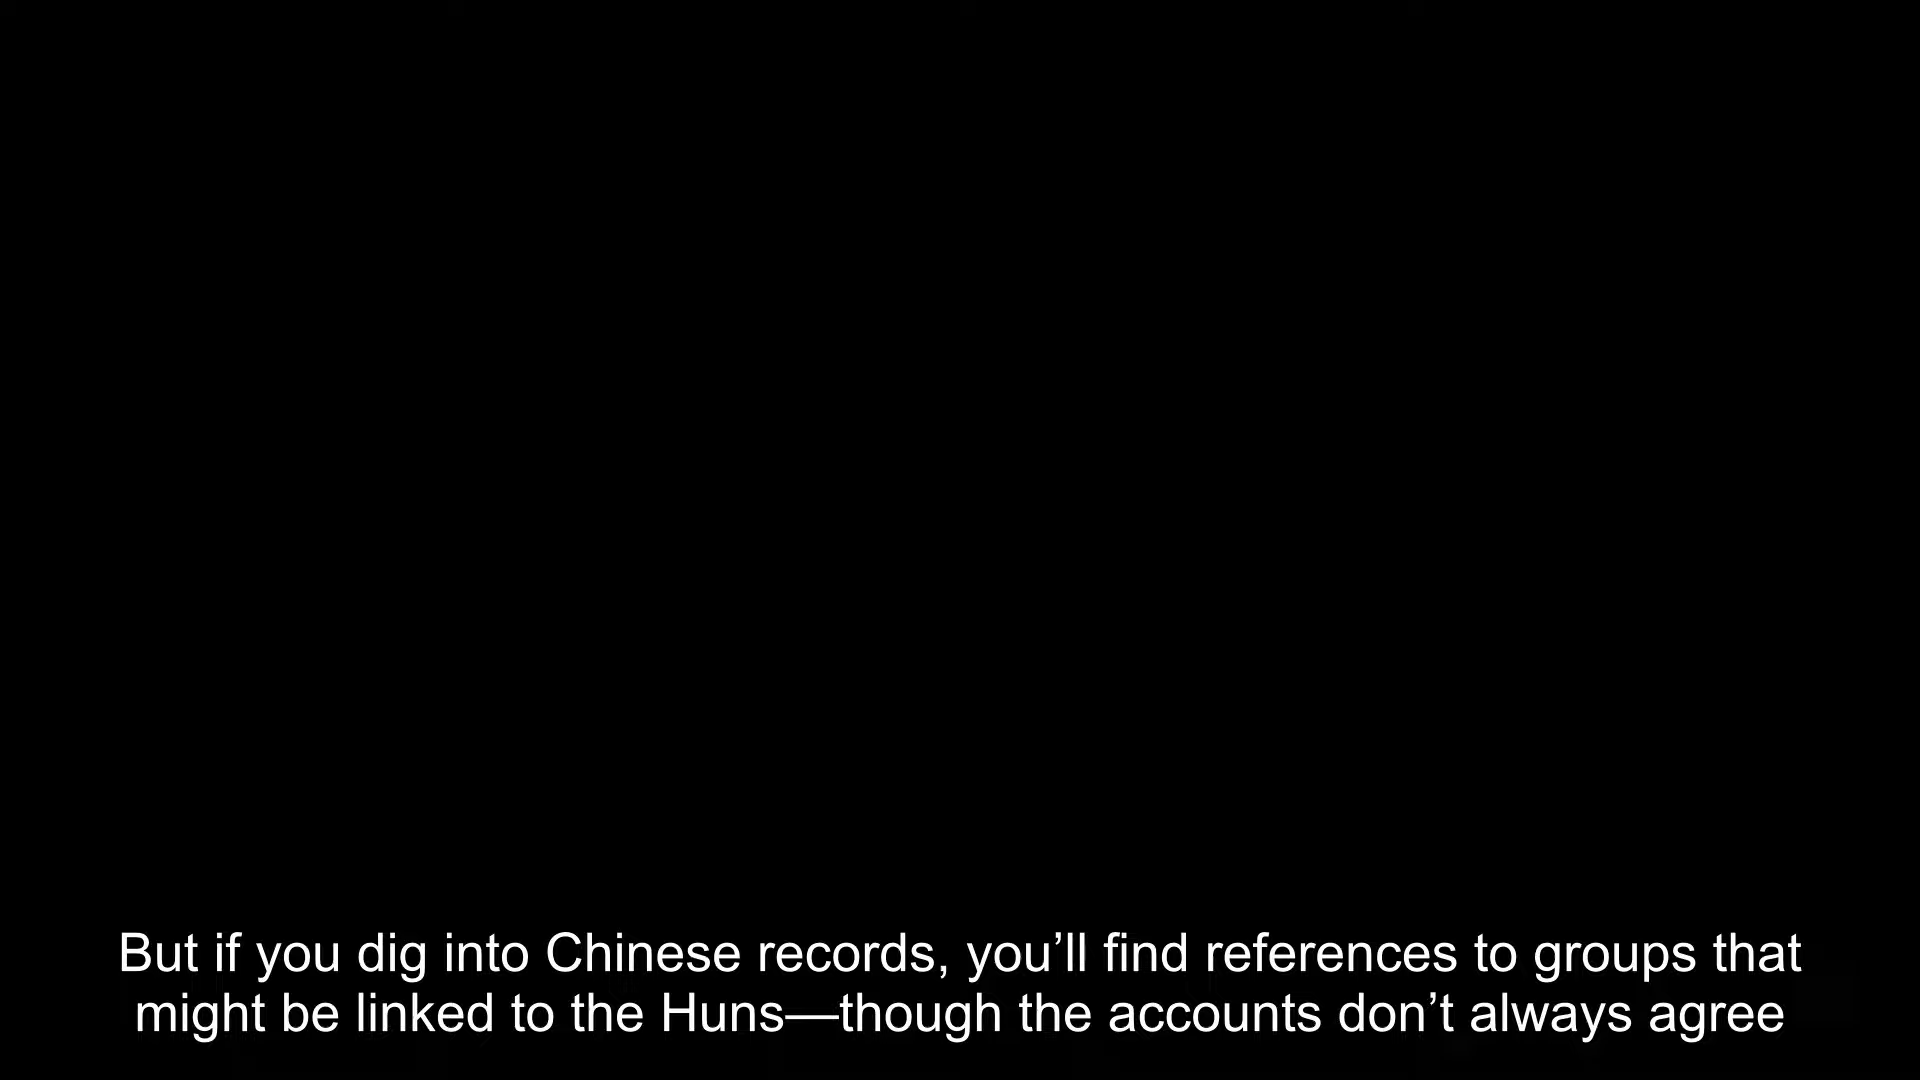 But if you dig into Chinese records, you’ll find references to groups that
might be linked to the Huns—though the accounts don’t always agree